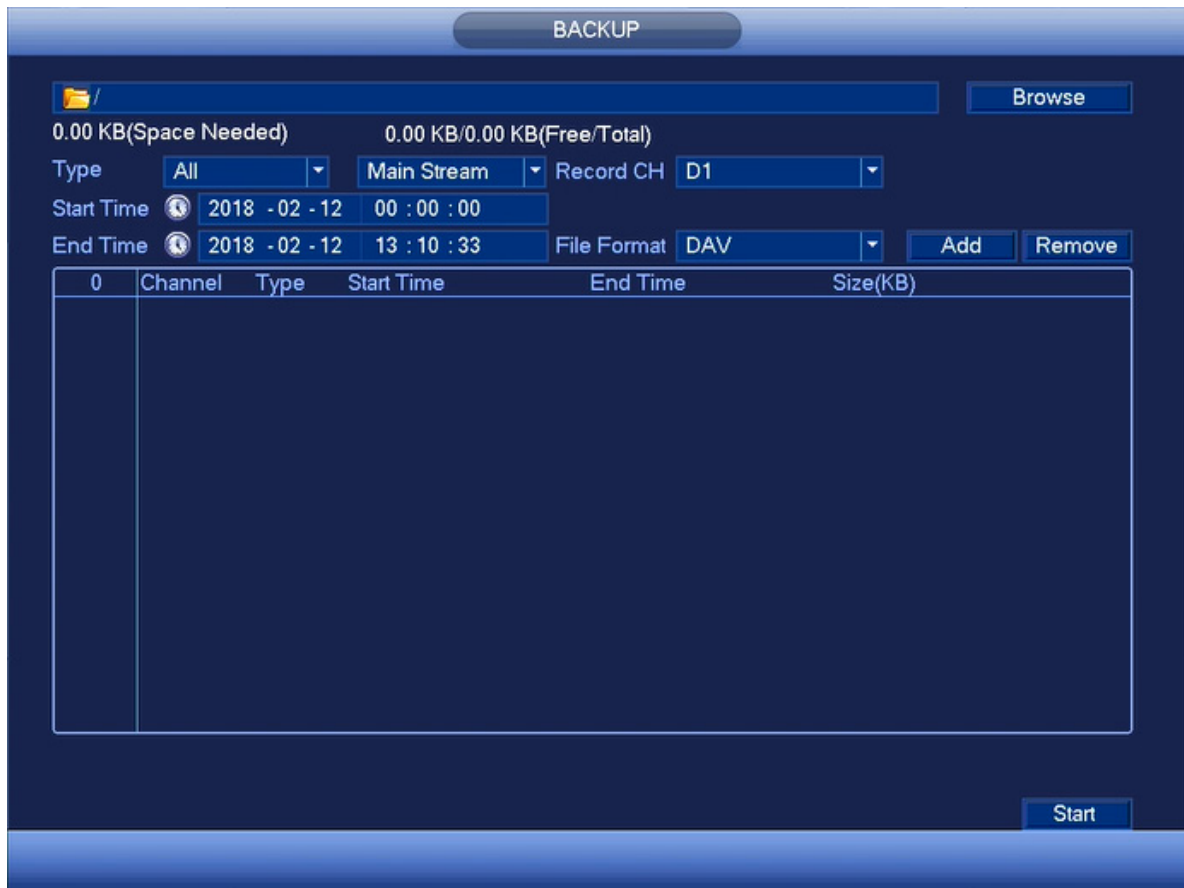 BACKUP
/ Browse
0.00 KB(Space Needed) 0.00 KB/0.00 KB(Free/Total)
Type All Main Stream Record CH D1
Start Time 2018 -02 -12 00 :00 :00
End Time 2018 -02 -12 13 :10 :33 File Format DAV Add Remove
0 Channel Type Start Time End Time Size(KB)
Start